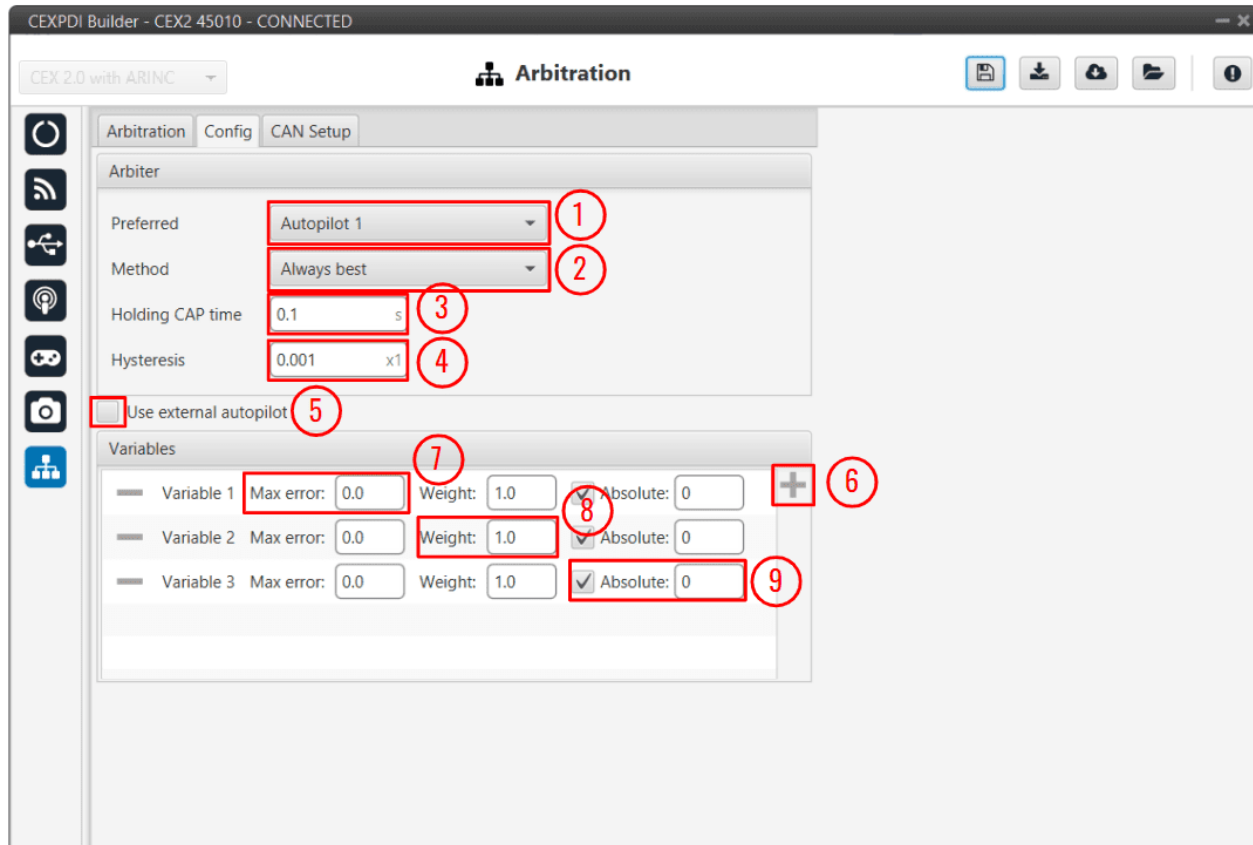 CEXPDI Builder - CEX2 45010 - CONNECTED
CEX 2.0 with ARINC
Arbitration
Arbitration Config CAN Setup
Arbiter
Preferred Autopilot 1 1
Method Always best 2
Holding CAP time 0.1 s 3
Hysteresis 0.001 x1 4
Use external autopilot 5
Variables
7
Variable 1 Max error: 0.0 Weight: 1.0 Absolute: 0 6
8
Variable 2 Max error: 0.0 Weight: 1.0 Absolute: 0
Variable 3 Max error: 0.0 Weight: 1.0 Absolute: 0 9